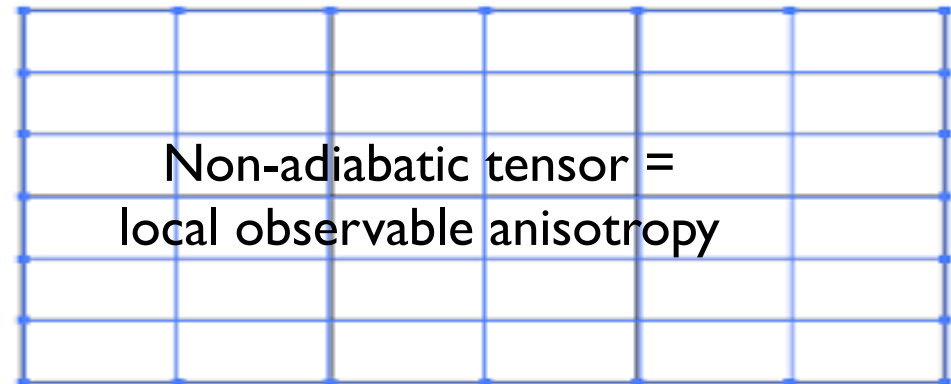 Non-adiabatic tensor =
local observable anisotropy